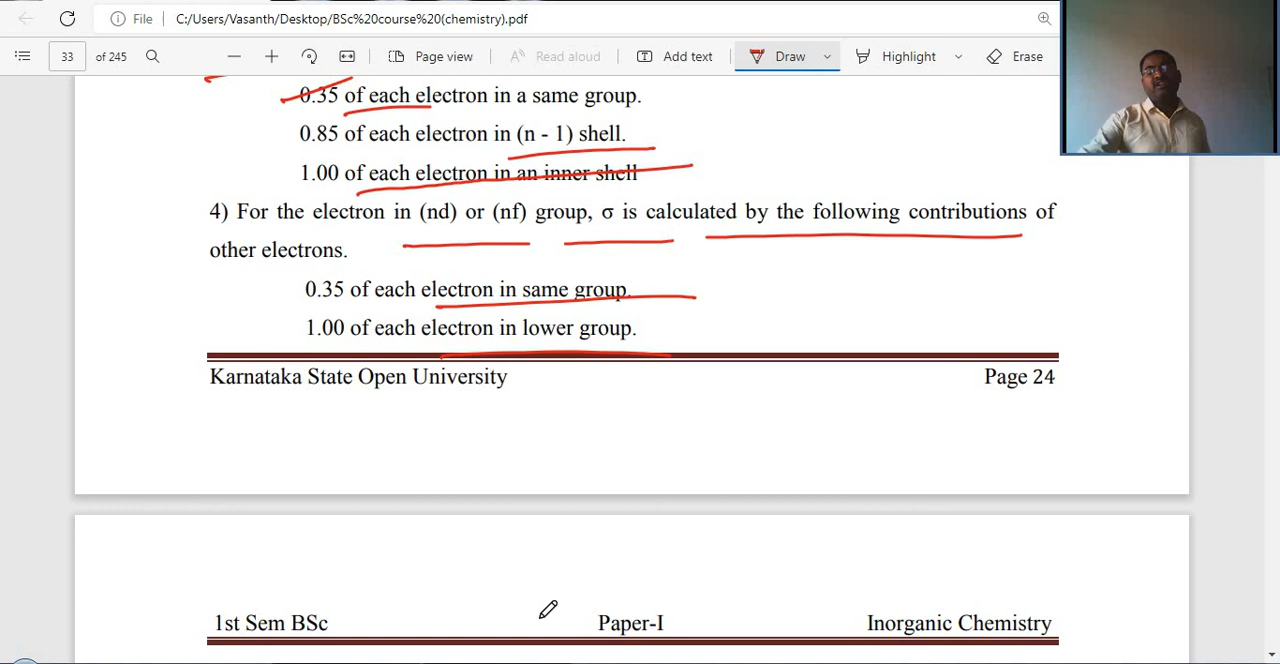 File C:/Users/Vasanth/Desktop/BSc%20course%20(chemistry).pdf
33 of 245 Page view Read aloud Add text Draw Highlight Erase
0.35 of each electron in a same group.
0.85 of each electron in (n - 1) shell.
1.00 of each electron in an inner shell
4) For the electron in (nd) or (nf) group, σ is calculated by the following contributions of
other electrons.
0.35 of each electron in same group.
1.00 of each electron in lower group.
Karnataka State Open University Page 24
1st Sem BSc Paper-I Inorganic Chemistry